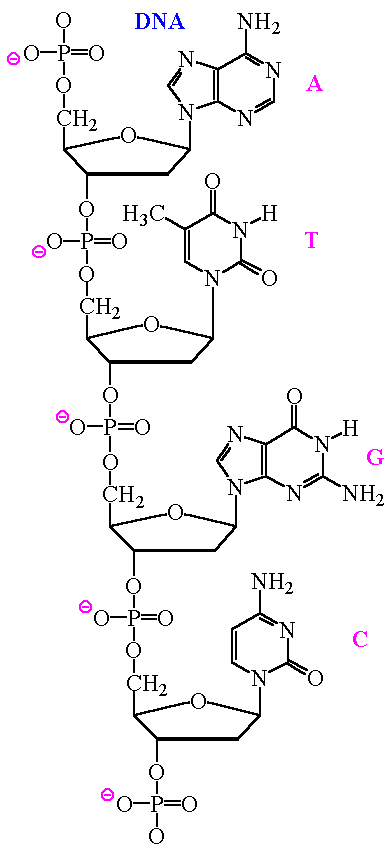 O DNA NH₂
⊖ O P O N N
O N N A
CH₂ O
O H₃C O N H
⊖ O P O T
O N O
CH₂ O
O O
⊖ O P O N N H
O N N NH₂ G
CH₂ O
O NH₂
⊖ O P O N C
O N O
CH₂ O
O
⊖ O P O
O